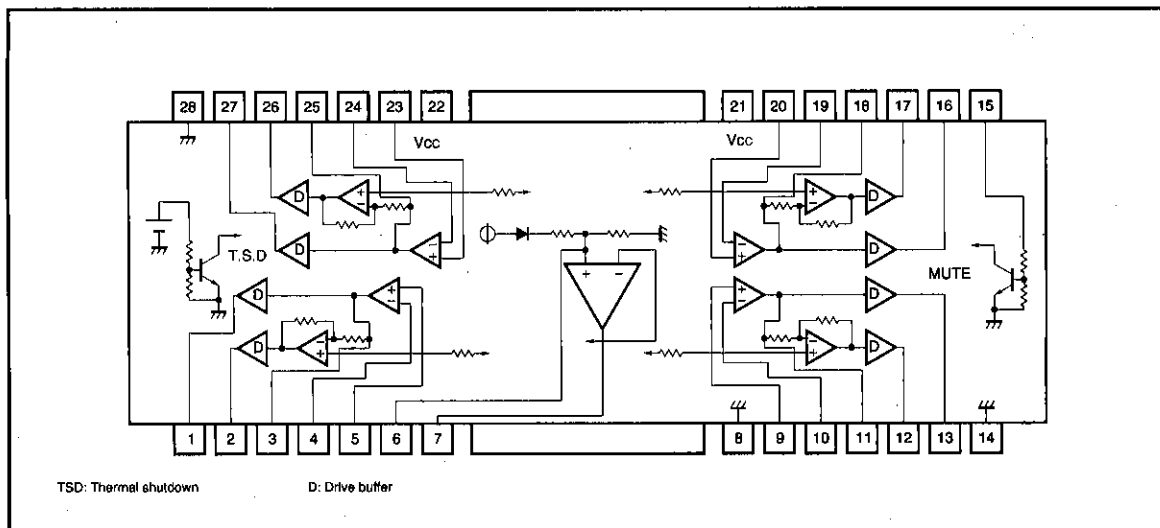 28 27 26 25 24 23 22 21 20 19 18 17 16 15
Vcc Vcc
D + − + − D
T.S.D D − + − + D MUTE
+ −
D + − + − D
D − + − + D
1 2 3 4 5 6 7 8 9 10 11 12 13 14
TSD: Thermal shutdown D: Drive buffer